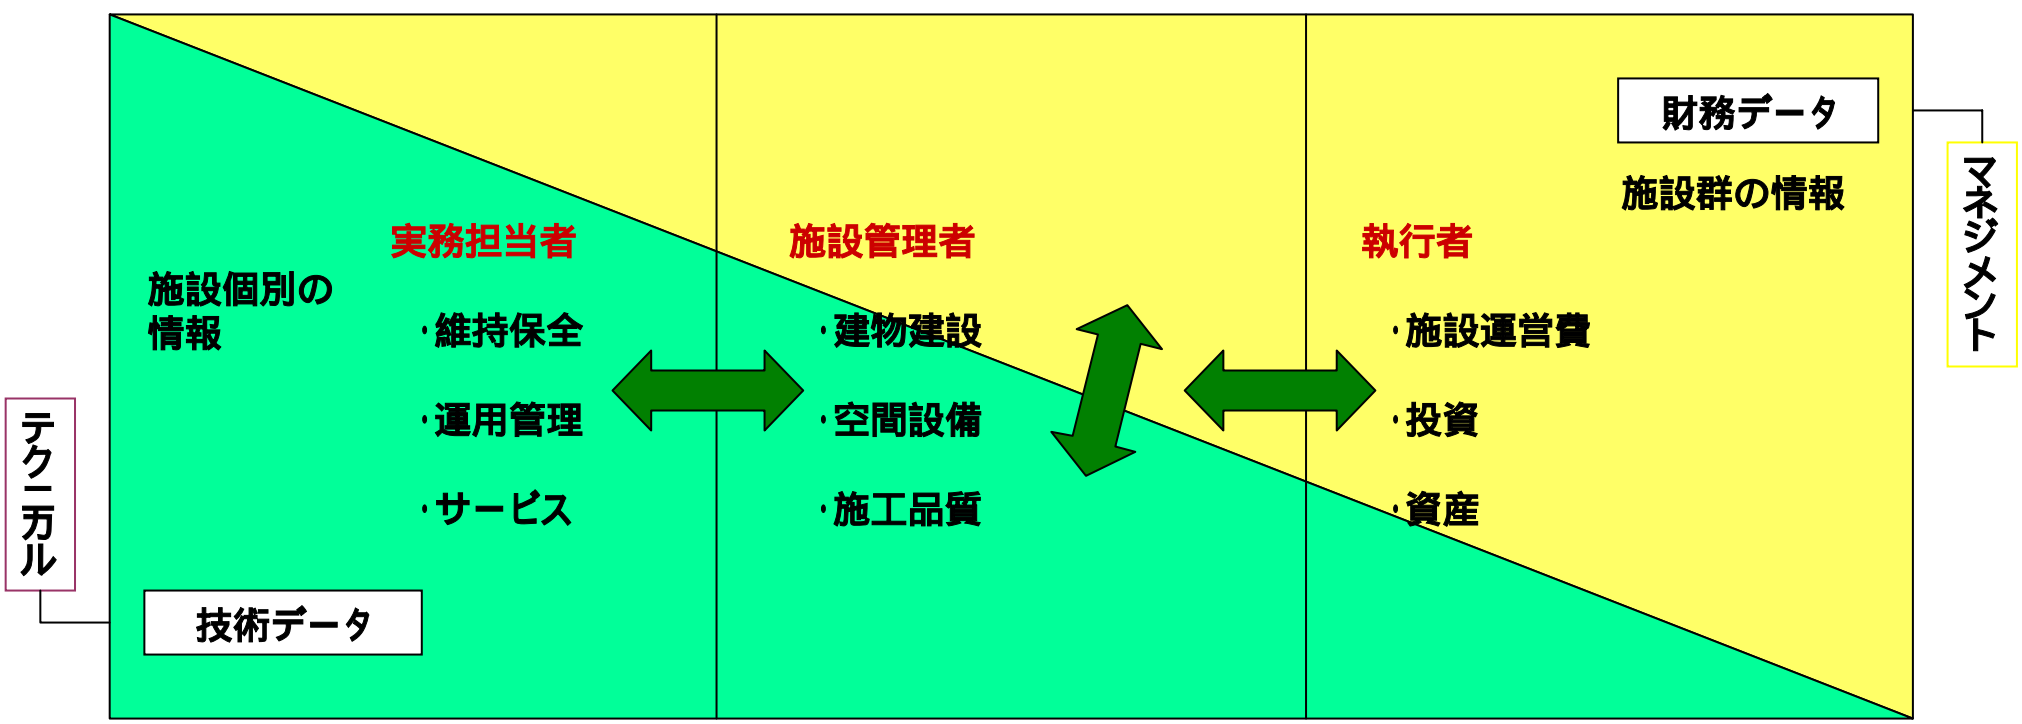 財務データ
施設群の情報
マネジメント
実務担当者
施設管理者
執行者
施設個別の
情報
・維持保全
・運用管理
・サービス
・建物建設
・空間設備
・施工品質
・施設運営費
・投資
・資産
テクニカル
技術データ